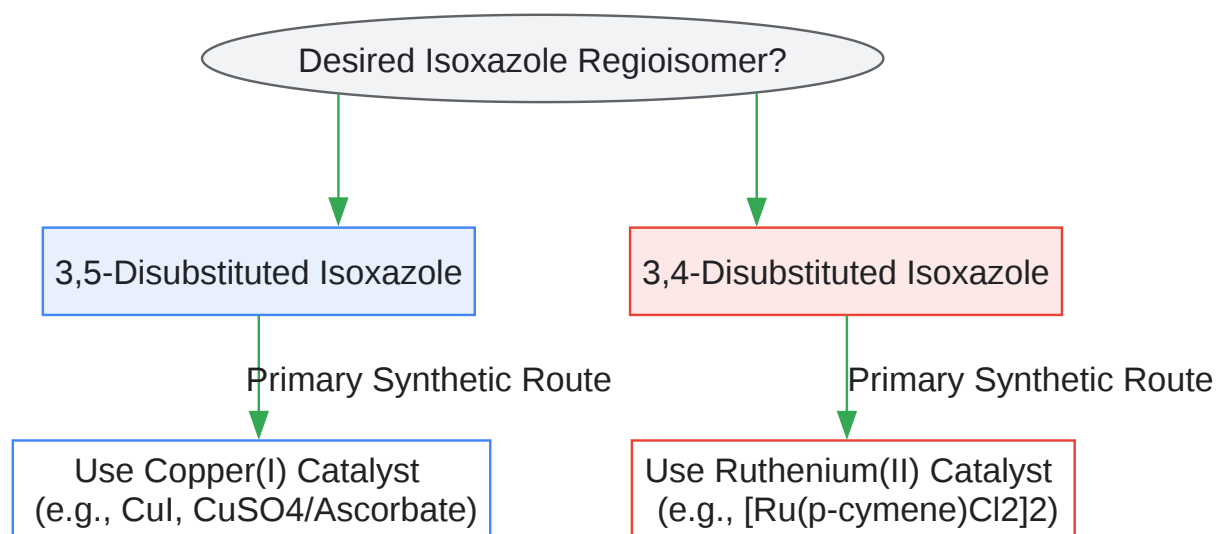 Desired Isoxazole Regioisomer?
3,5-Disubstituted Isoxazole
3,4-Disubstituted Isoxazole
Primary Synthetic Route
Primary Synthetic Route
Use Copper(I) Catalyst
(e.g., CuI, CuSO4/Ascorbate)
Use Ruthenium(II) Catalyst
(e.g., [Ru(p-cymene)Cl2]2)